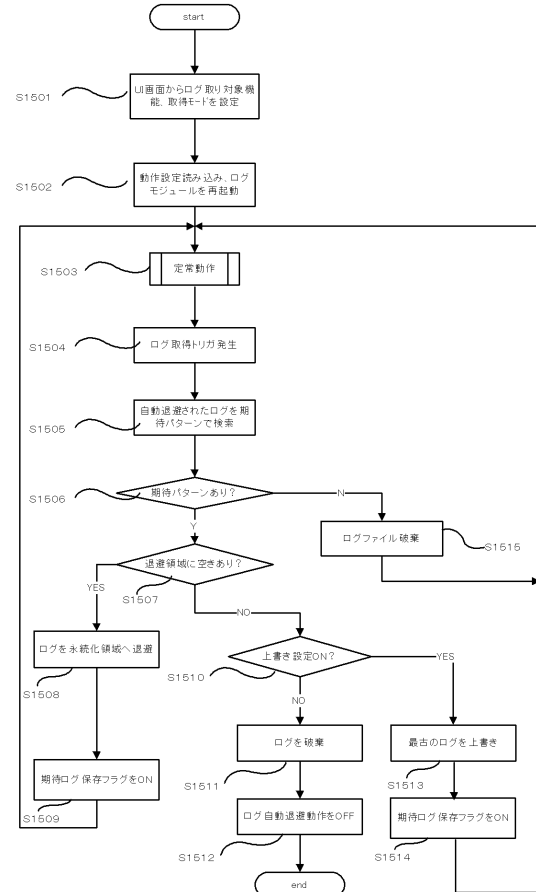 start
S1501
UI画面からログ取り対象機
能、取得モードを設定
S1502
動作設定読み込み、ログ
モジュールを再起動
S1503
定常動作
S1504
ログ取得トリガ発生
S1505
自動退避されたログを期
待パターンで検索
S1506
期待パターンあり?
N
Y
ログファイル破棄
S1515
退避領域に空きあり?
S1507
YES
NO
ログを永続化領域へ退避
S1508
上書き設定ON?
S1510
YES
NO
ログを破棄
S1511
最古のログを上書き
S1513
期待ログ保存フラグをON
S1509
ログ自動退避動作をOFF
S1512
期待ログ保存フラグをON
S1514
end